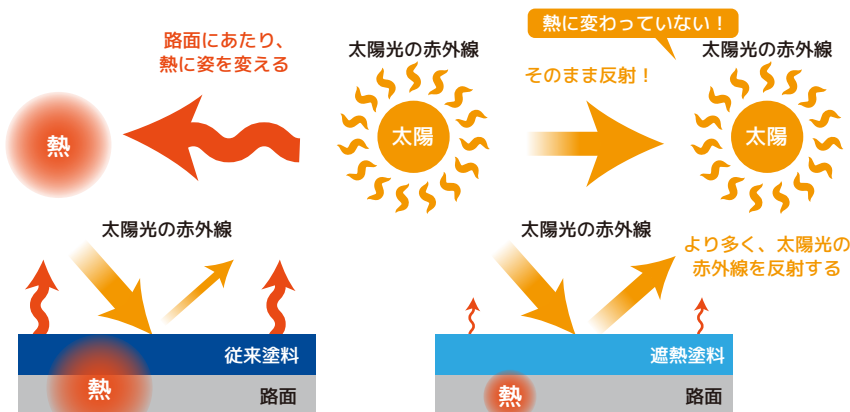 熱に変わっていない！
路面にあたり、
熱に姿を変える
太陽光の赤外線
そのまま反射！
太陽光の赤外線
熱
太陽
太陽
太陽光の赤外線
太陽光の赤外線
より多く、太陽光の
赤外線を反射する
従来塗料
熱
路面
遮熱塗料
熱
路面